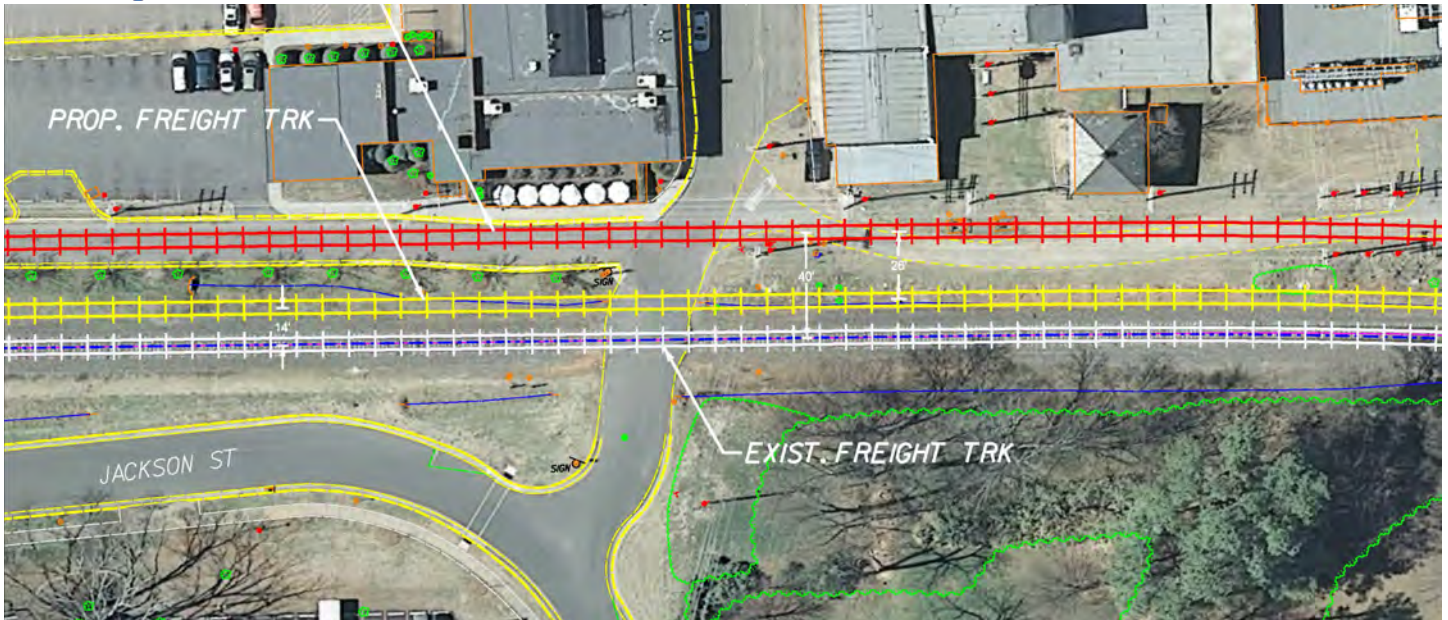 PROP. FREIGHT TRK
SIGN
40'
26'
14'
EXIST. FREIGHT TRK
JACKSON ST
SIGN